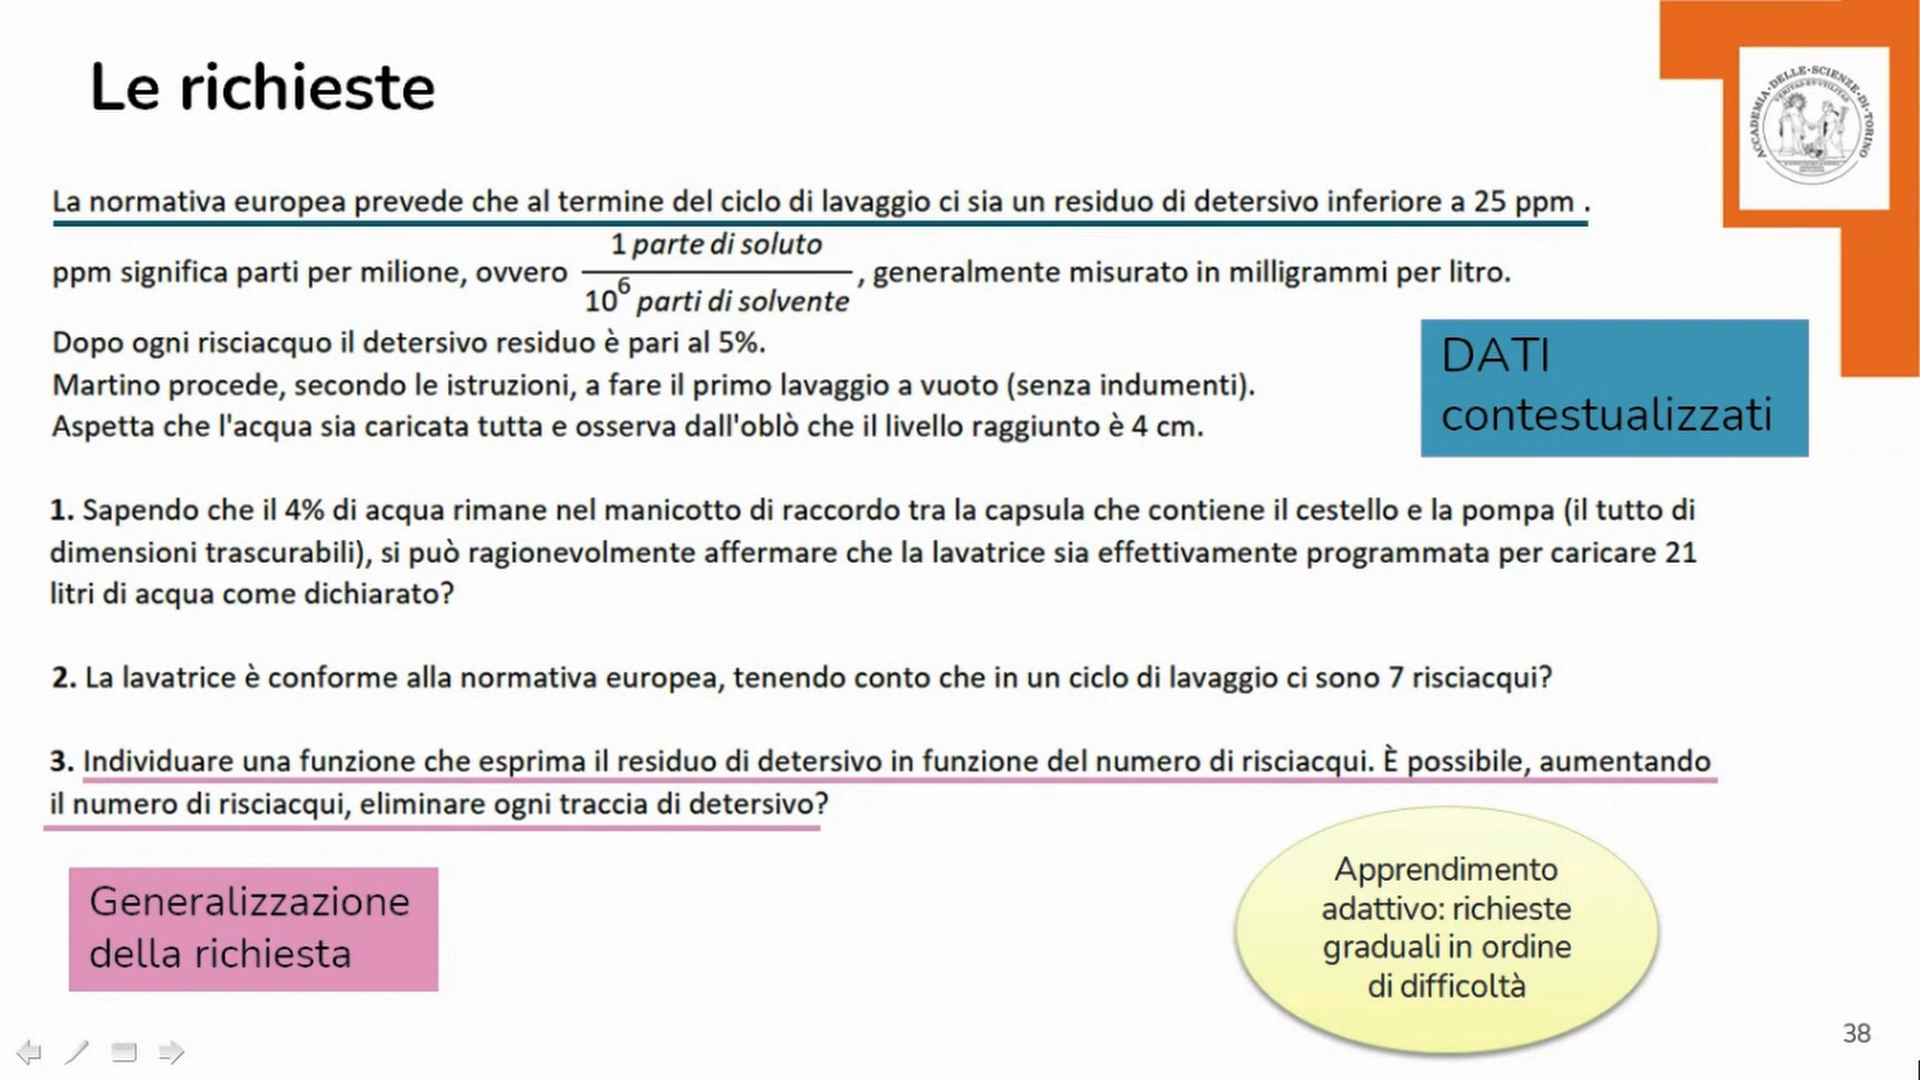 Le richieste
ACCADEMIA·DELLE·SCIENZE·DI·TORINO
La normativa europea prevede che al termine del ciclo di lavaggio ci sia un residuo di detersivo inferiore a 25 ppm .
ppm significa parti per milione, ovvero 1 parte di soluto / 10^6 parti di solvente , generalmente misurato in milligrammi per litro.
Dopo ogni risciacquo il detersivo residuo è pari al 5%.
Martino procede, secondo le istruzioni, a fare il primo lavaggio a vuoto (senza indumenti).
Aspetta che l'acqua sia caricata tutta e osserva dall'oblò che il livello raggiunto è 4 cm.
DATI
contestualizzati
1. Sapendo che il 4% di acqua rimane nel manicotto di raccordo tra la capsula che contiene il cestello e la pompa (il tutto di
dimensioni trascurabili), si può ragionevolmente affermare che la lavatrice sia effettivamente programmata per caricare 21
litri di acqua come dichiarato?
2. La lavatrice è conforme alla normativa europea, tenendo conto che in un ciclo di lavaggio ci sono 7 risciacqui?
3. Individuare una funzione che esprima il residuo di detersivo in funzione del numero di risciacqui. È possibile, aumentando
il numero di risciacqui, eliminare ogni traccia di detersivo?
Generalizzazione
della richiesta
Apprendimento
adattivo: richieste
graduali in ordine
di difficoltà
38